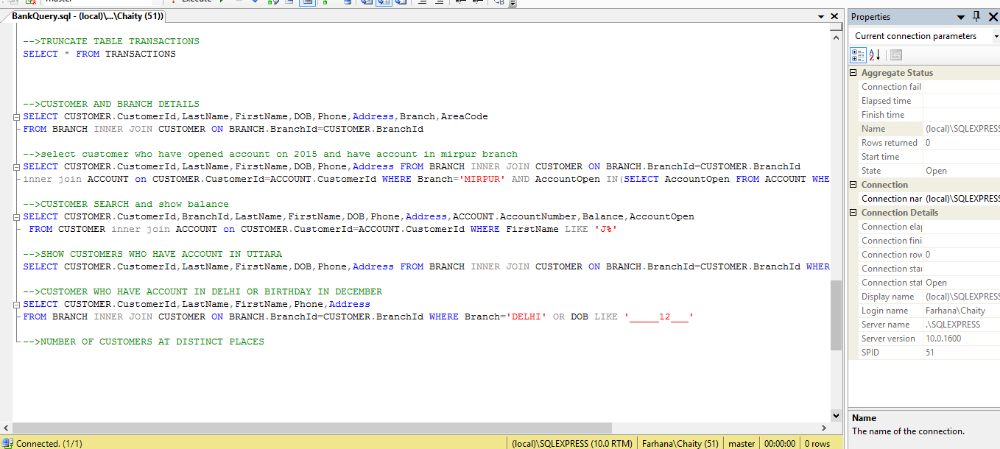 BankQuery.sql - (local)\...\Chaity (51))
-->TRUNCATE TABLE TRANSACTIONS
SELECT * FROM TRANSACTIONS
-->CUSTOMER AND BRANCH DETAILS
SELECT CUSTOMER.CustomerId,LastName,FirstName,DOB,Phone,Address,Branch,AreaCode
FROM BRANCH INNER JOIN CUSTOMER ON BRANCH.BranchId=CUSTOMER.BranchId
-->select customer who have opened account on 2015 and have account in mirpur branch
SELECT CUSTOMER.CustomerId,LastName,FirstName,DOB,Phone,Address FROM BRANCH INNER JOIN CUSTOMER ON BRANCH.BranchId=CUSTOMER.BranchId
inner join ACCOUNT on CUSTOMER.CustomerId=ACCOUNT.CustomerId WHERE Branch='MIRPUR' AND AccountOpen IN(SELECT AccountOpen FROM ACCOUNT WHE
-->CUSTOMER SEARCH and show balance
SELECT CUSTOMER.CustomerId,BranchId,LastName,FirstName,DOB,Phone,Address,ACCOUNT.AccountNumber,Balance,AccountOpen
FROM CUSTOMER inner join ACCOUNT on CUSTOMER.CustomerId=ACCOUNT.CustomerId WHERE FirstName LIKE 'J%'
-->SHOW CUSTOMERS WHO HAVE ACCOUNT IN UTTARA
SELECT CUSTOMER.CustomerId,LastName,FirstName,DOB,Phone,Address FROM BRANCH INNER JOIN CUSTOMER ON BRANCH.BranchId=CUSTOMER.BranchId WHER
-->CUSTOMER WHO HAVE ACCOUNT IN DELHI OR BIRTHDAY IN DECEMBER
SELECT CUSTOMER.CustomerId,LastName,FirstName,Phone,Address
FROM BRANCH INNER JOIN CUSTOMER ON BRANCH.BranchId=CUSTOMER.BranchId WHERE Branch='DELHI' OR DOB LIKE '_____12___'
-->NUMBER OF CUSTOMERS AT DISTINCT PLACES
Properties
Current connection parameters
Aggregate Status
Connection fail
Elapsed time
Finish time
Name (local)\SQLEXPRESS
Rows returned 0
Start time
State Open
Connection
Connection nar (local)\SQLEXPRESS
Connection Details
Connection elap
Connection fini
Connection row 0
Connection star
Connection stat Open
Display name (local)\SQLEXPRESS
Login name Farhana\Chaity
Server name .\SQLEXPRESS
Server version 10.0.1600
SPID 51
Name
The name of the connection.
Connected. (1/1)
(local)\SQLEXPRESS (10.0 RTM) Farhana\Chaity (51) master 00:00:00 0 rows